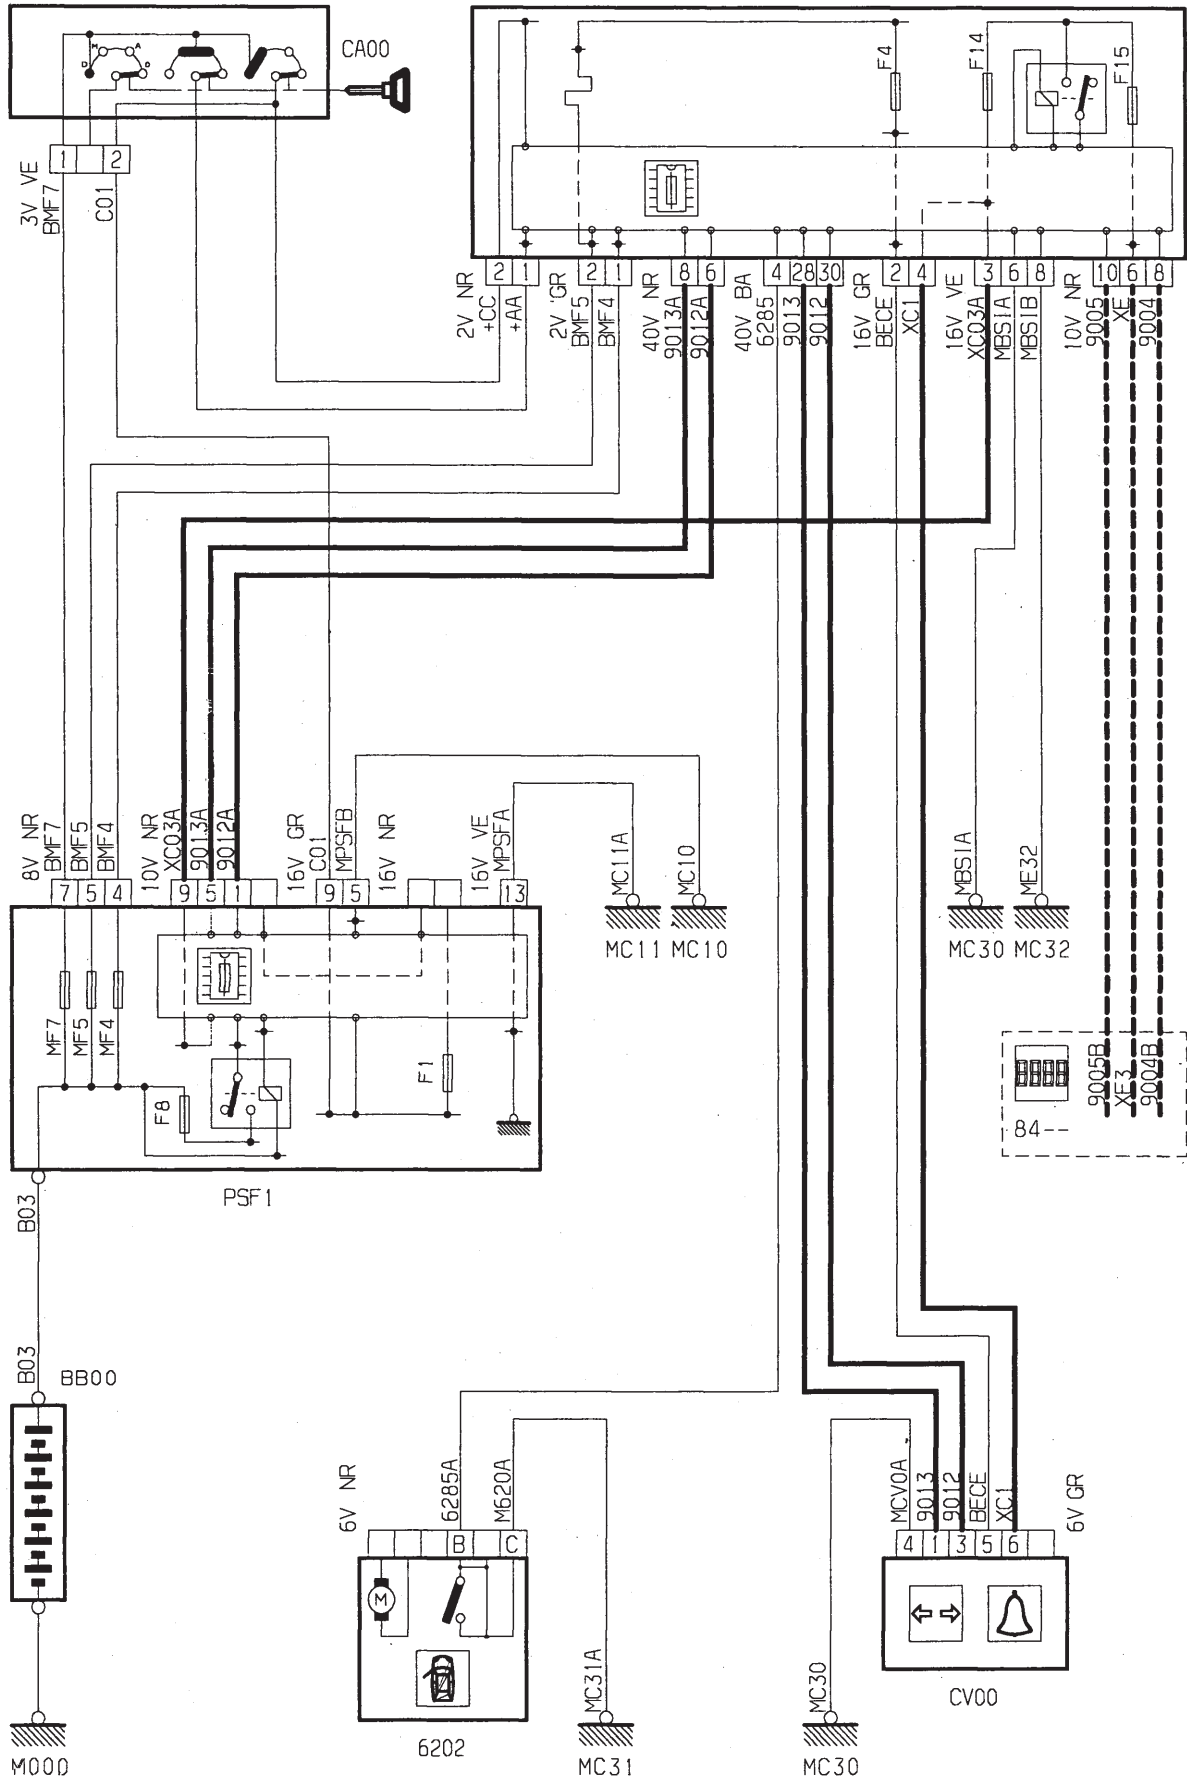 CA00
M A
D D
1 2
3V VE
BMF7
C01
F4
F14
F15
2 1
2 1
8 6
4 28 30
2 4
3 6 8
10 6 8
2V NR
+CC
+AA
2V GR
BMF5
BMF4
40V NR
9013A
9012A
40V BA
6285
9013
9012
16V GR
BECE
XC1
16V VE
XC03A
MBSIA
MBSIB
10V NR
9005
XE
9004
8V NR
BMF7
BMF5
BMF4
10V NR
XC03A
9013A
9012A
16V GR
C01
MPSFB
16V NR
16V VE
MPSFA
7 5 4
9 5 1
9 5
13
MC11A
MC10
MC11 MC10
MBSIA
ME32
MC30 MC32
MF7
MF5
MF4
F8
F1
PSF1
9005B
XE3
9004B
84--
B03
B03
BB00
M000
6V NR
6285A
M620A
B C
M
6202
MC31A
MC31
MC30
MC30
MCV0A
9013
9012
BECE
XC1
6V GR
4 1 3 5 6
CV00